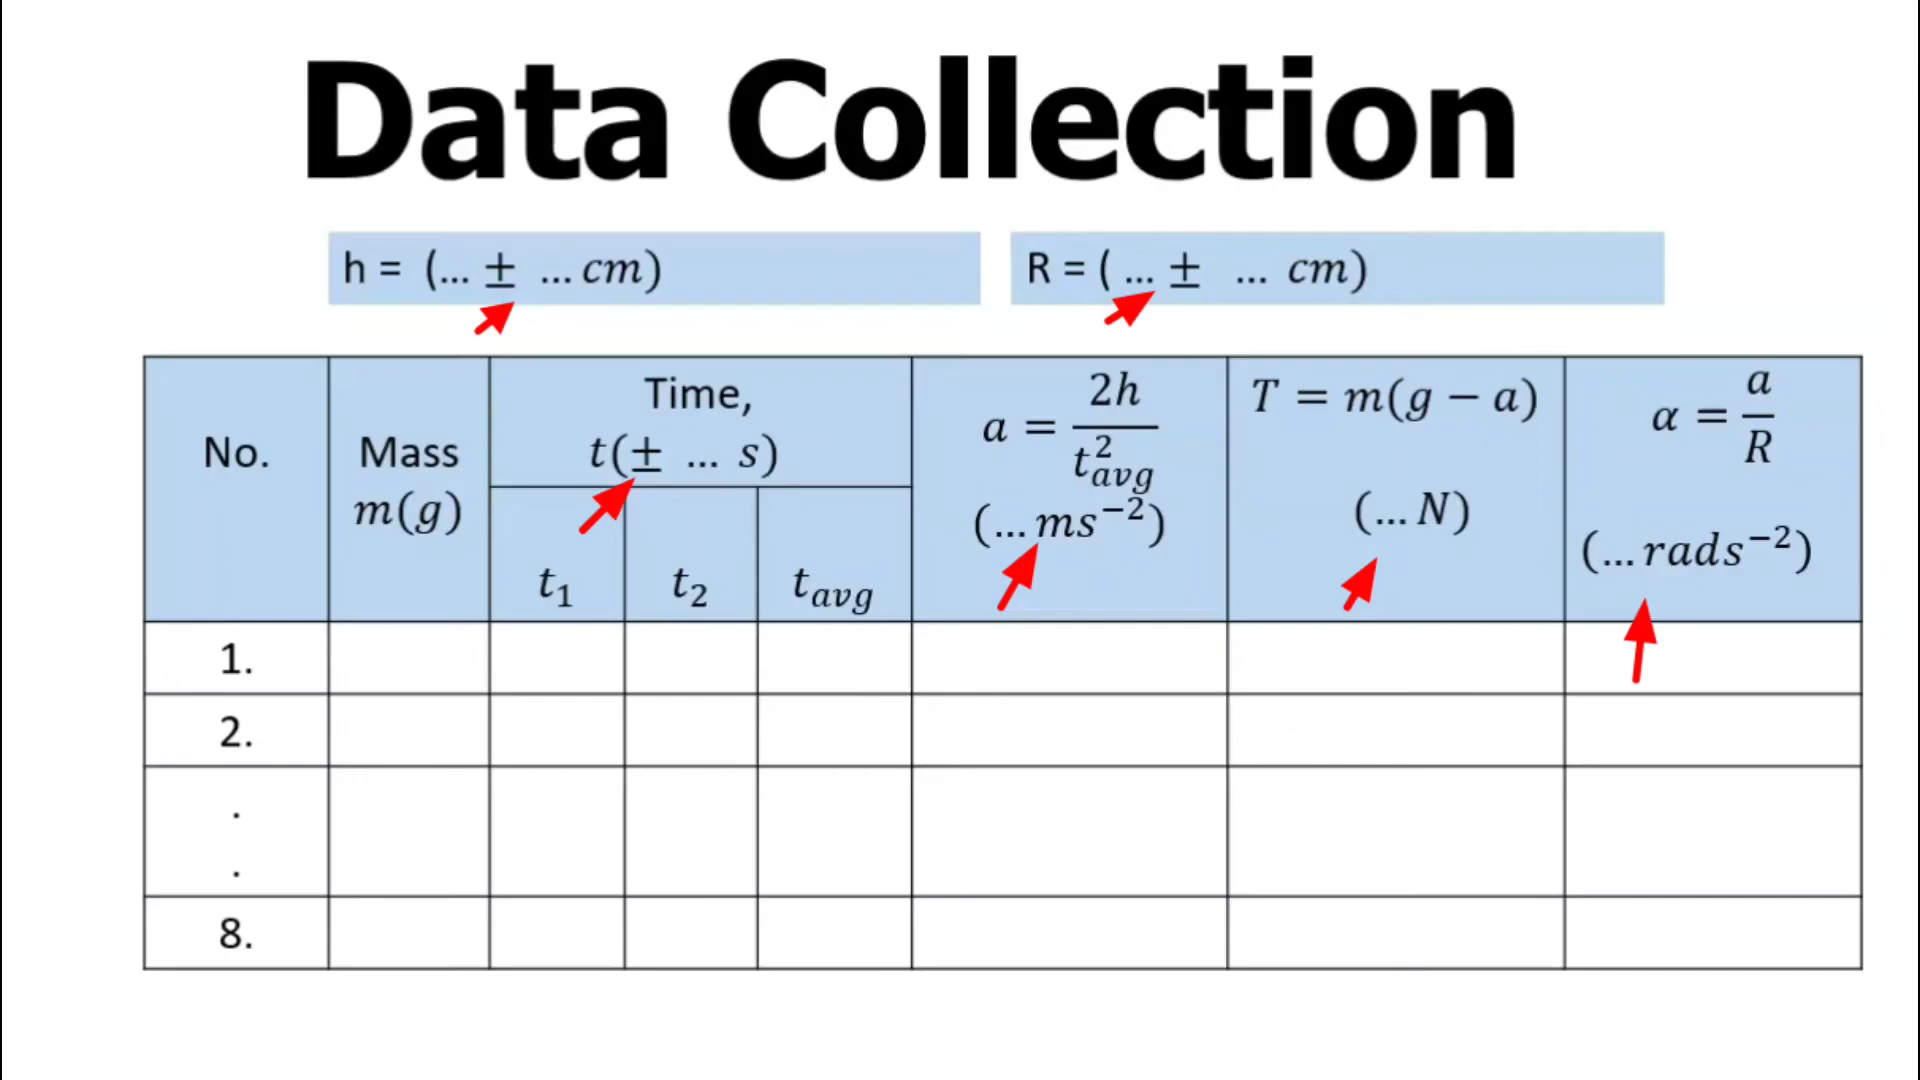 Data Collection
h = (... ± ... cm)
R = ( ... ± ... cm)
No.
Mass
m(g)
Time,
t(± ... s)
t₁ t₂ t_avg
a = 2h / t²_avg
(... ms⁻²)
T = m(g − a)
(... N)
α = a / R
(... rads⁻²)
1.
2.
.
.
8.